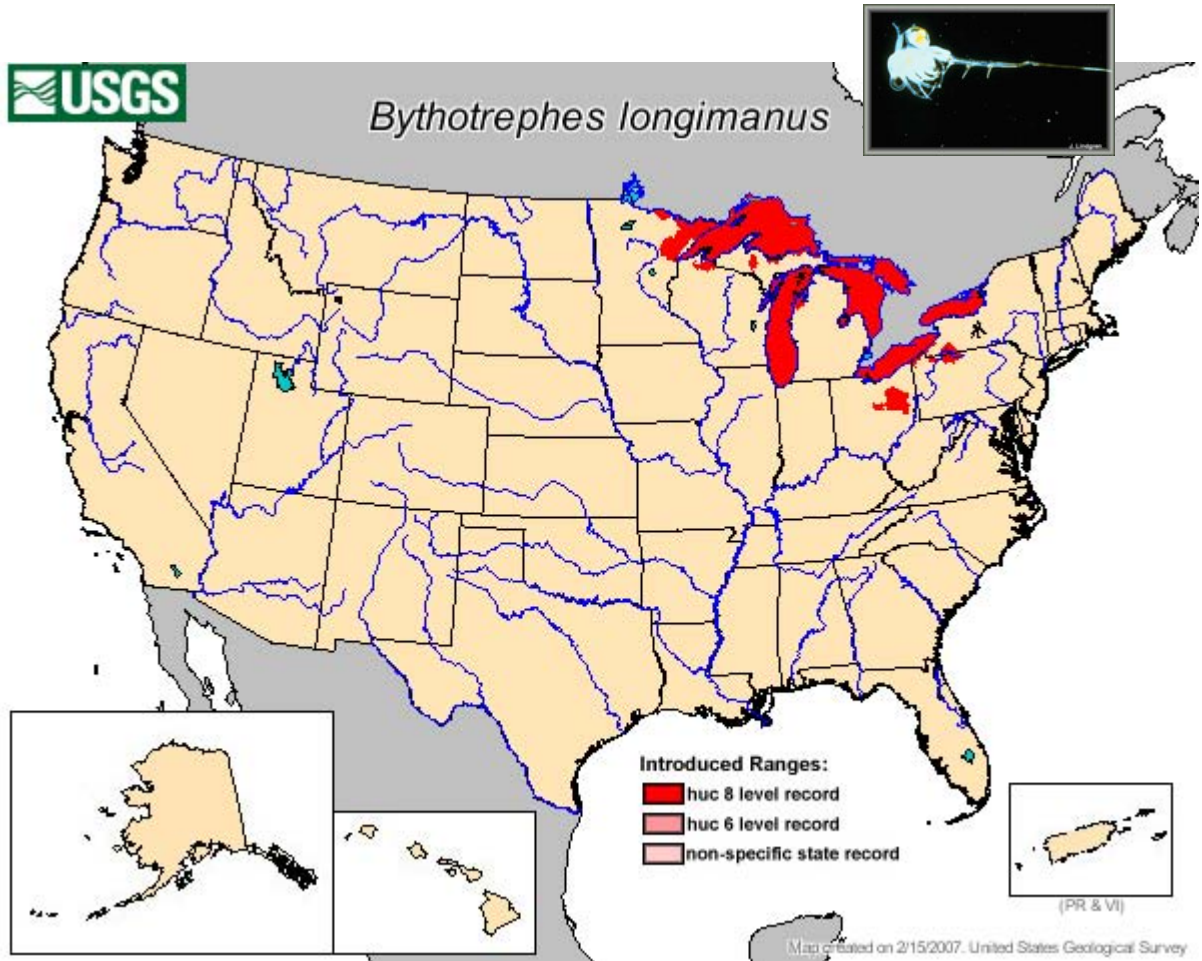 J. Lindgren
USGS
Bythotrephes longimanus
Introduced Ranges:
huc 8 level record
huc 6 level record
non-specific state record
(PR & VI)
Map created on 2/15/2007. United States Geological Survey